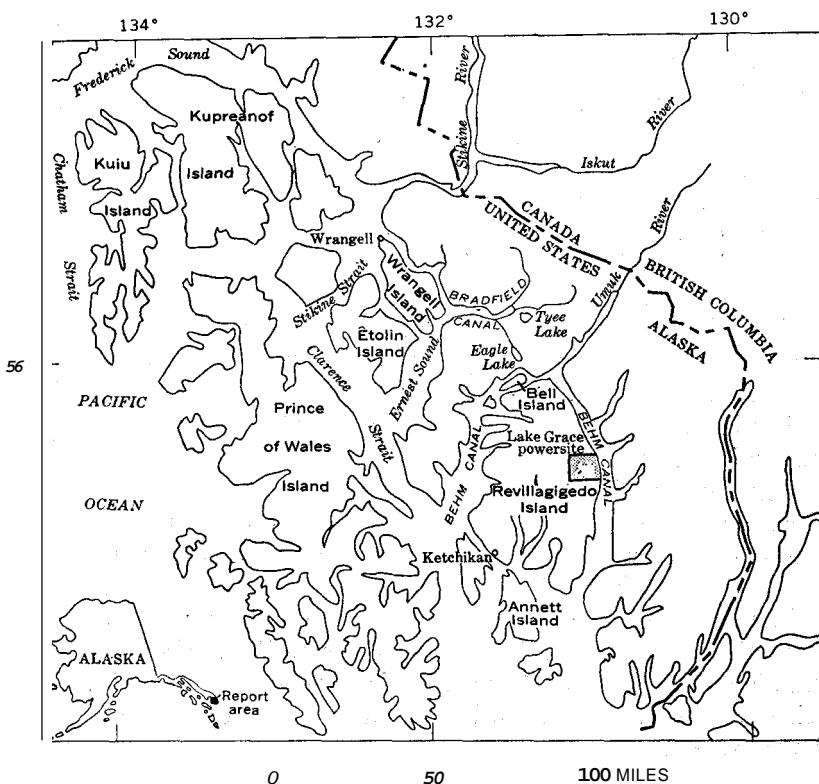 134°
132°
130°
Frederick
Sound
Kupreanof
Island
Kuiu
Island
Chatham
Strait
Stikine
River
Iskut
River
CANADA
UNITED STATES
Wrangell
Wrangell
Island
Stikine Strait
BRADFIELD
CANAL
Tyee
Lake
Umuk
River
BRITISH COLUMBIA
ALASKA
Etolin
Island
Eagle
Lake
56
Clarence
Strait
Ernest Sound
Bell
Island
PACIFIC
OCEAN
Prince
of Wales
Island
BEHM CANAL
Lake Grace
powersite
BEHM CANAL
Revillagigedo
Island
Ketchikan
Annett
Island
ALASKA
Report
area
0 50 100 MILES